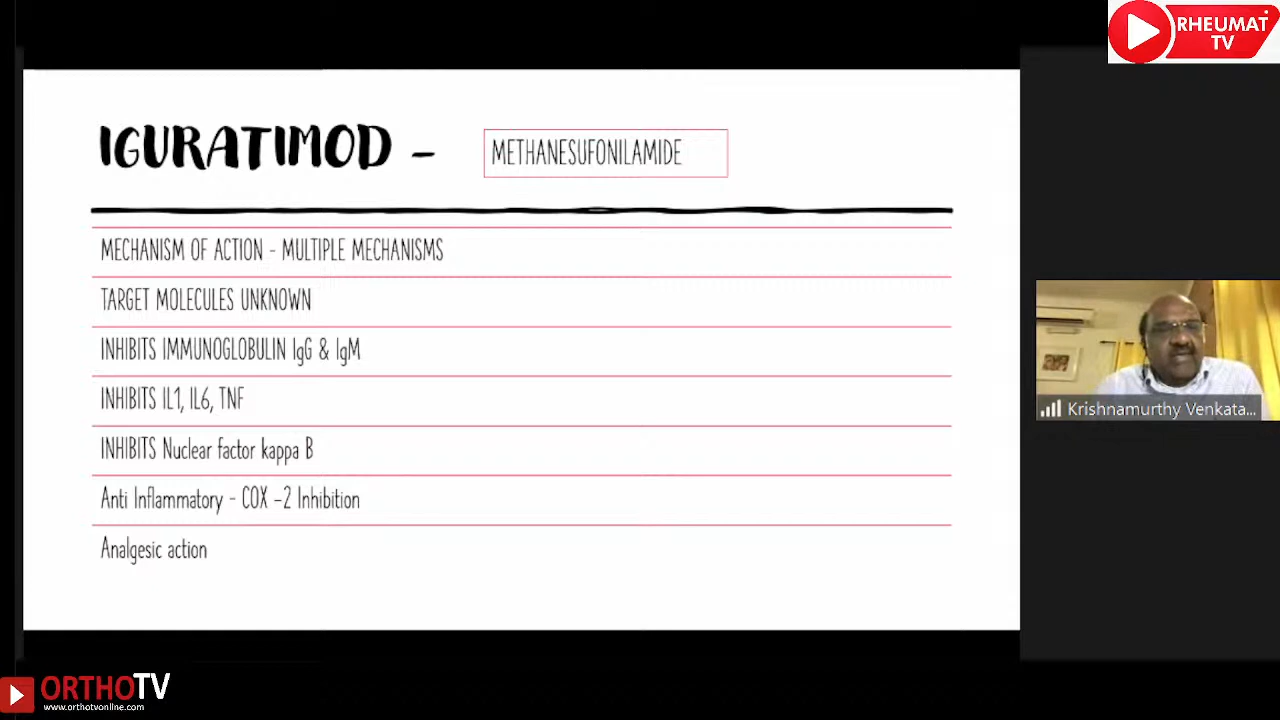 RHEUMAT
TV
IGURATIMOD –
METHANESUFONILAMIDE
MECHANISM OF ACTION - MULTIPLE MECHANISMS
TARGET MOLECULES UNKNOWN
INHIBITS IMMUNOGLOBULIN IgG & IgM
INHIBITS IL1, IL6, TNF
INHIBITS Nuclear factor kappa B
Anti Inflammatory - COX –2 Inhibition
Analgesic action
Krishnamurthy Venkata...
ORTHOTV
www.orthotvonline.com